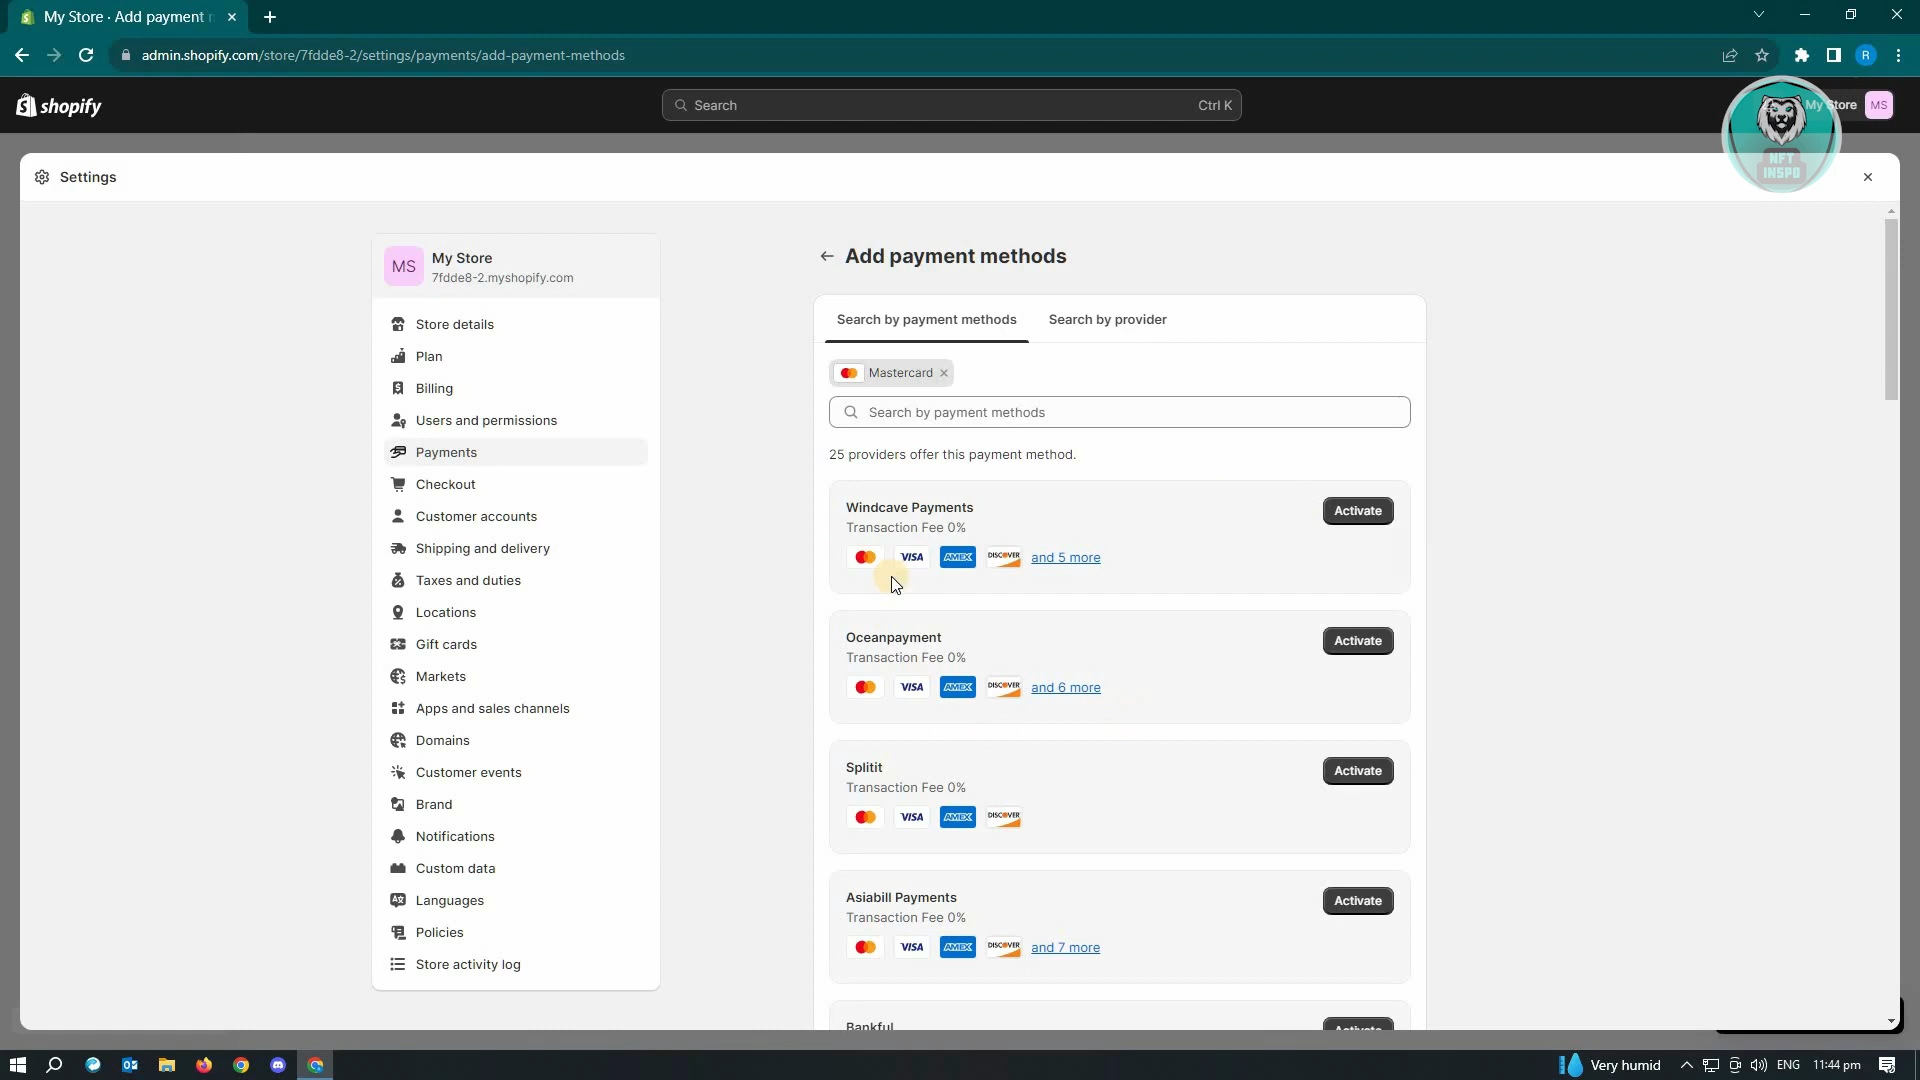 My Store · Add payment
admin.shopify.com/store/7fdde8-2/settings/payments/add-payment-methods
R
shopify
Search
Ctrl K
My Store
MS
NFT
INSPO
Settings
MS
My Store
7fdde8-2.myshopify.com
Store details
Plan
Billing
Users and permissions
Payments
Checkout
Customer accounts
Shipping and delivery
Taxes and duties
Locations
Gift cards
Markets
Apps and sales channels
Domains
Customer events
Brand
Notifications
Custom data
Languages
Policies
Store activity log
Add payment methods
Search by payment methods
Search by provider
Mastercard
Search by payment methods
25 providers offer this payment method.
Windcave Payments
Activate
Transaction Fee 0%
VISA AMEX DISCOVER and 5 more
Oceanpayment
Activate
Transaction Fee 0%
VISA AMEX DISCOVER and 6 more
Splitit
Activate
Transaction Fee 0%
VISA AMEX DISCOVER
Asiabill Payments
Activate
Transaction Fee 0%
VISA AMEX DISCOVER and 7 more
Bankful
Activate
Very humid
ENG
11:44 pm